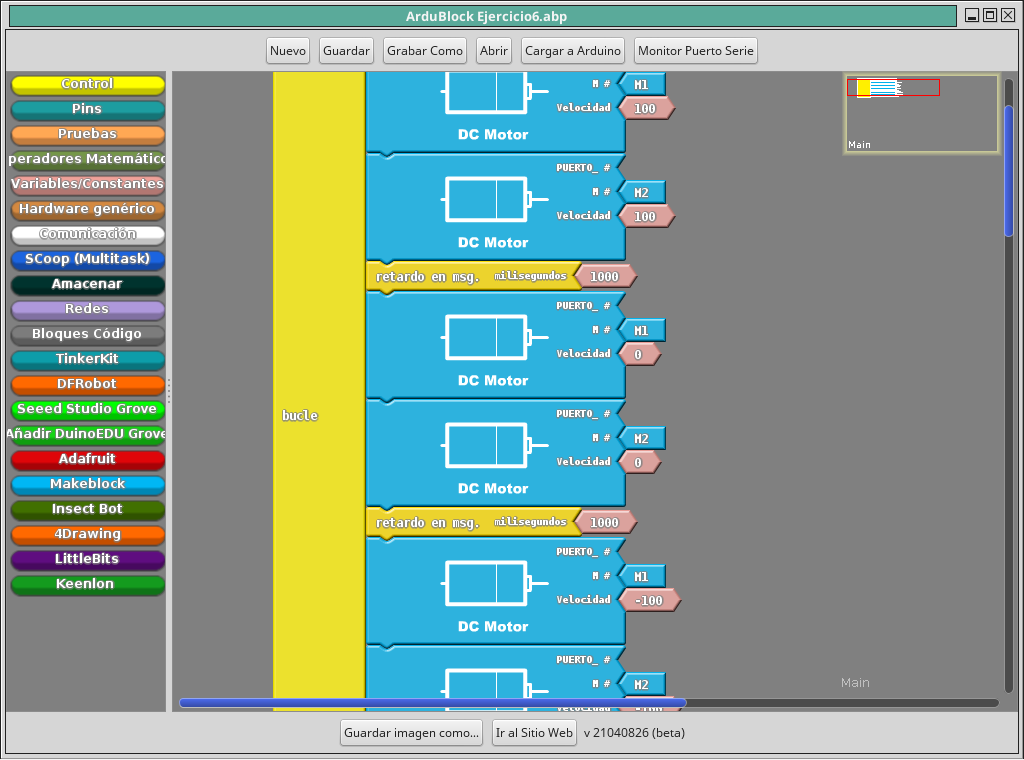 ArduBlock Ejercicio6.abp
Nuevo
Guardar
Grabar Como
Abrir
Cargar a Arduino
Monitor Puerto Serie
Control
Pins
Pruebas
peradores Matemátic
Variables/Constantes
Hardware genérico
Comunicación
SCoop (Multitask)
Amacenar
Redes
Bloques Código
TinkerKit
DFRobot
Seeed Studio Grove
Añadir DuinoEDU Grove
Adafruit
Makeblock
Insect Bot
4Drawing
LittleBits
Keenlon
bucle
M # M1
Velocidad 100
DC Motor
PUERTO_ #
M # M2
Velocidad 100
DC Motor
retardo en msg. milisegundos 1000
PUERTO_ #
M # M1
Velocidad 0
DC Motor
PUERTO_ #
M # M2
Velocidad 0
DC Motor
retardo en msg. milisegundos 1000
PUERTO_ #
M # M1
Velocidad -100
DC Motor
PUERTO_ #
M # M2
Velocidad -100
Main
Main
Guardar imagen como...
Ir al Sitio Web
v 21040826 (beta)